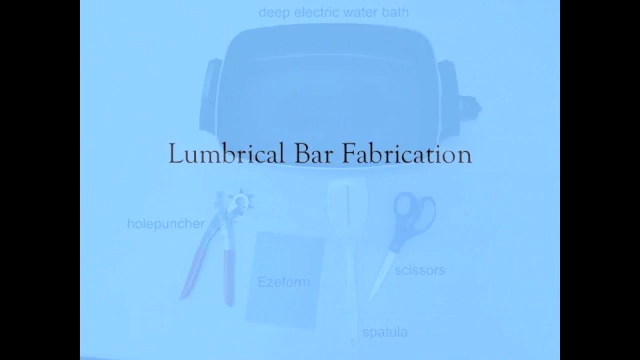 deep electric water bath
Lumbrical Bar Fabrication
holepuncher
scissors
Ezeform
spatula